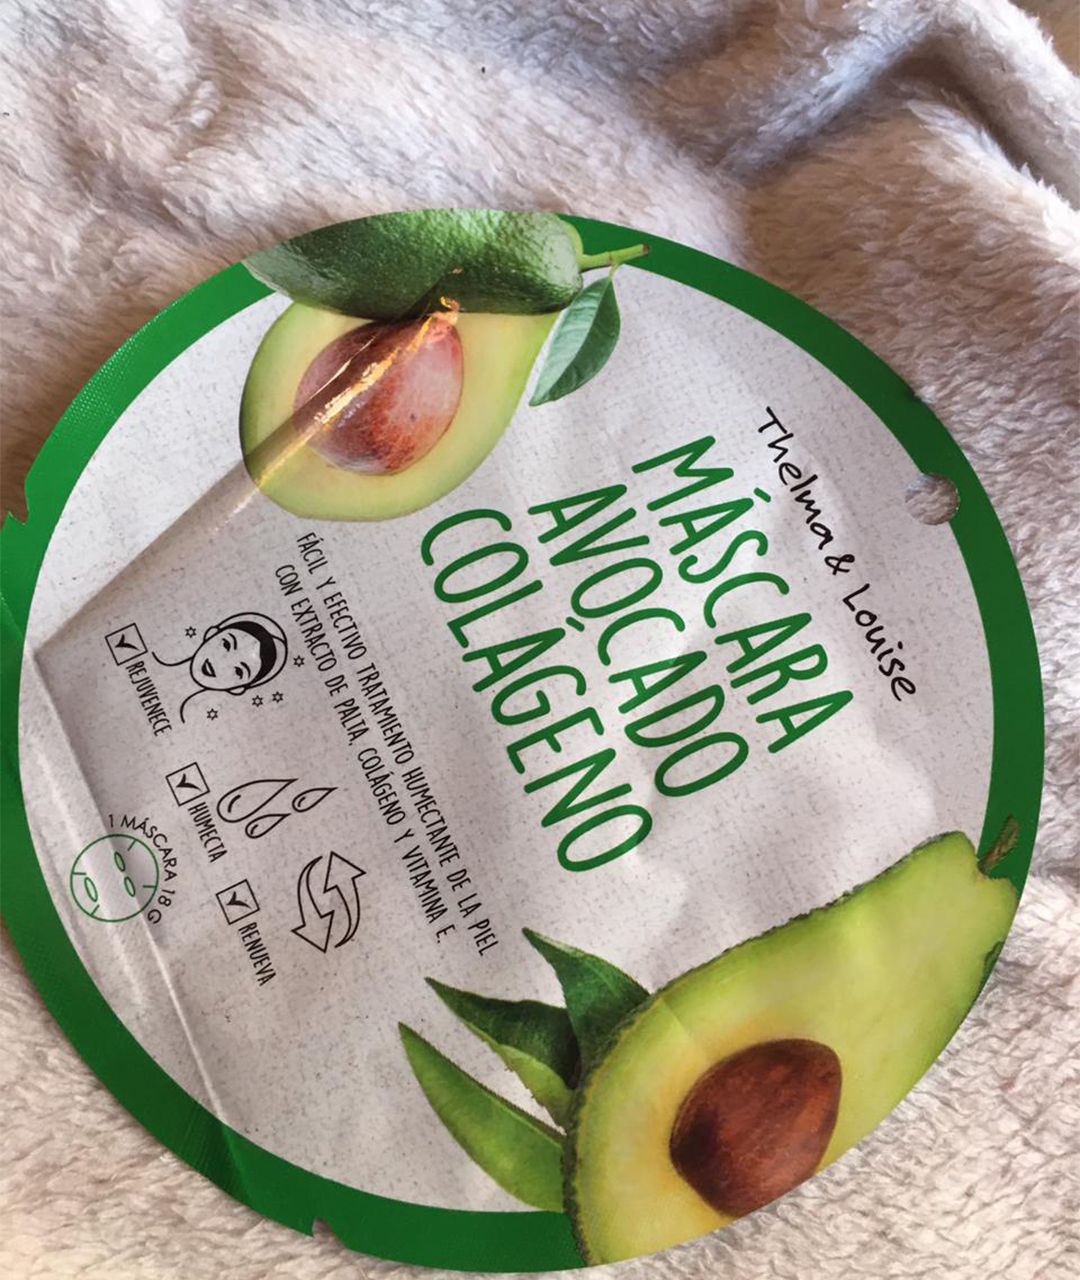 Thelma & Louise
MÁSCARA
AVOCADO
COLÁGENO
FÁCIL Y EFECTIVO TRATAMIENTO HUMECTANTE DE LA PIEL
CON EXTRACTO DE PALTA, COLÁGENO Y VITAMINA E.
REJUVENECE
HUMECTA
RENUEVA
1 MÁSCARA 18 G